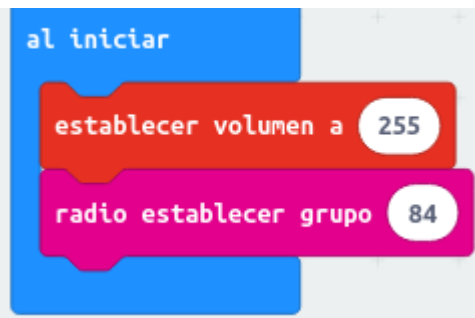 al iniciar
establecer volumen a 255
radio establecer grupo 84